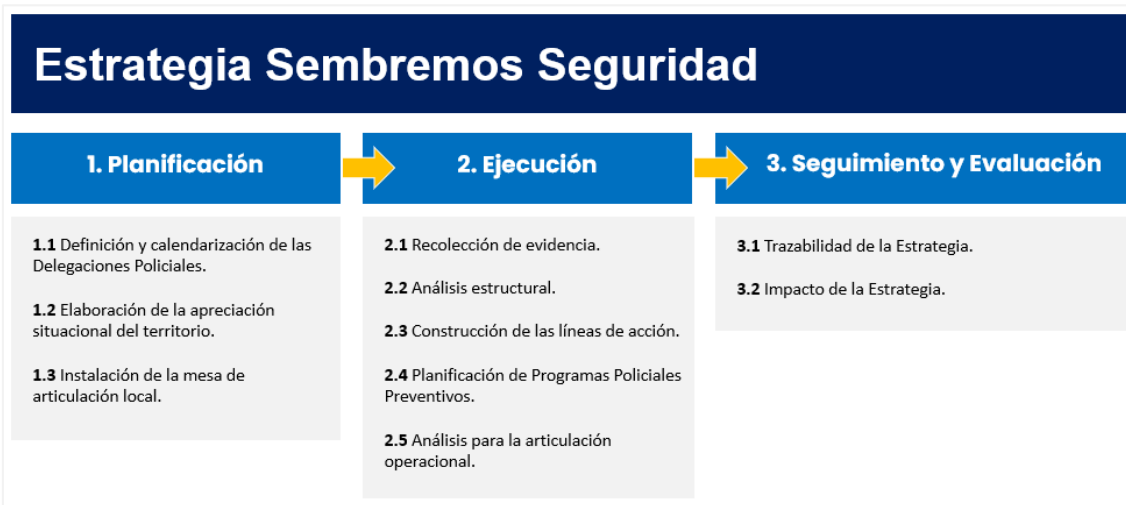 Estrategia Sembremos Seguridad
1. Planificación
1.1 Definición y calendarización de las
Delegaciones Policiales.
1.2 Elaboración de la apreciación
situacional del territorio.
1.3 Instalación de la mesa de
articulación local.
2. Ejecución
2.1 Recolección de evidencia.
2.2 Análisis estructural.
2.3 Construcción de las líneas de acción.
2.4 Planificación de Programas Policiales
Preventivos.
2.5 Análisis para la articulación
operacional.
3. Seguimiento y Evaluación
3.1 Trazabilidad de la Estrategia.
3.2 Impacto de la Estrategia.